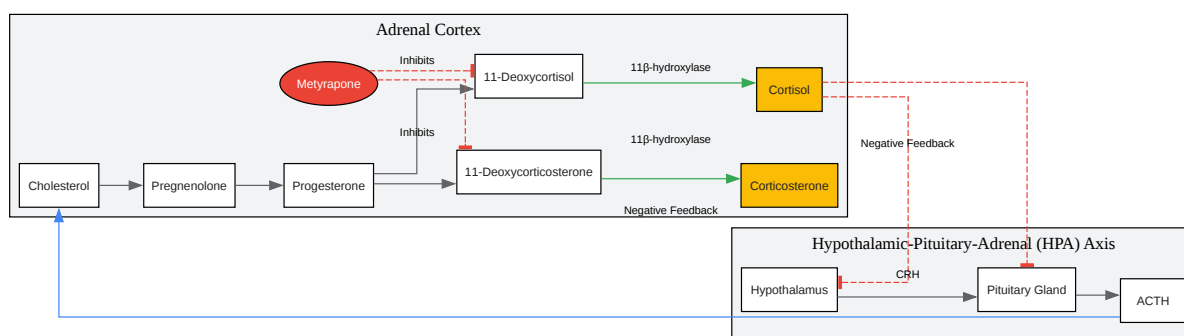 Adrenal Cortex
Inhibits
11-Deoxycortisol
11β-hydroxylase
Metyrapone
Cortisol
Inhibits
11β-hydroxylase
Negative Feedback
Cholesterol
Pregnenolone
Progesterone
11-Deoxycorticosterone
Corticosterone
Negative Feedback
Hypothalamic-Pituitary-Adrenal (HPA) Axis
CRH
Hypothalamus
Pituitary Gland
ACTH